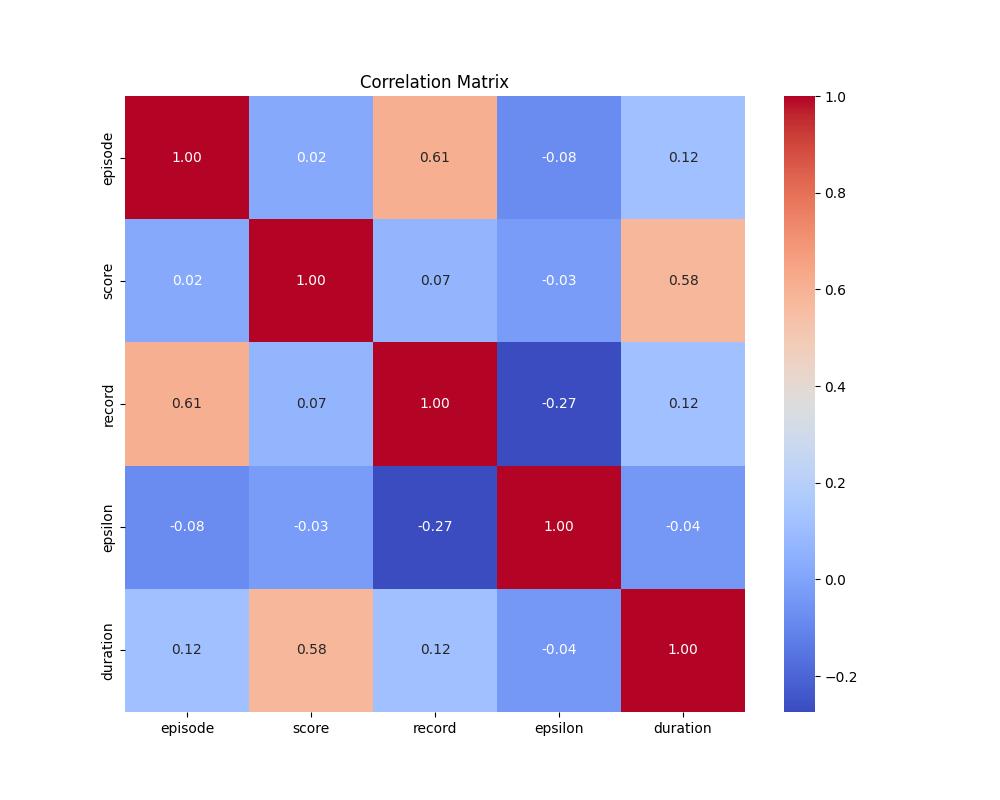 Correlation Matrix
episode 1.00 0.02 0.61 -0.08 0.12
score 0.02 1.00 0.07 -0.03 0.58
record 0.61 0.07 1.00 -0.27 0.12
epsilon -0.08 -0.03 -0.27 1.00 -0.04
duration 0.12 0.58 0.12 -0.04 1.00
episode score record epsilon duration
1.0
0.8
0.6
0.4
0.2
0.0
−0.2